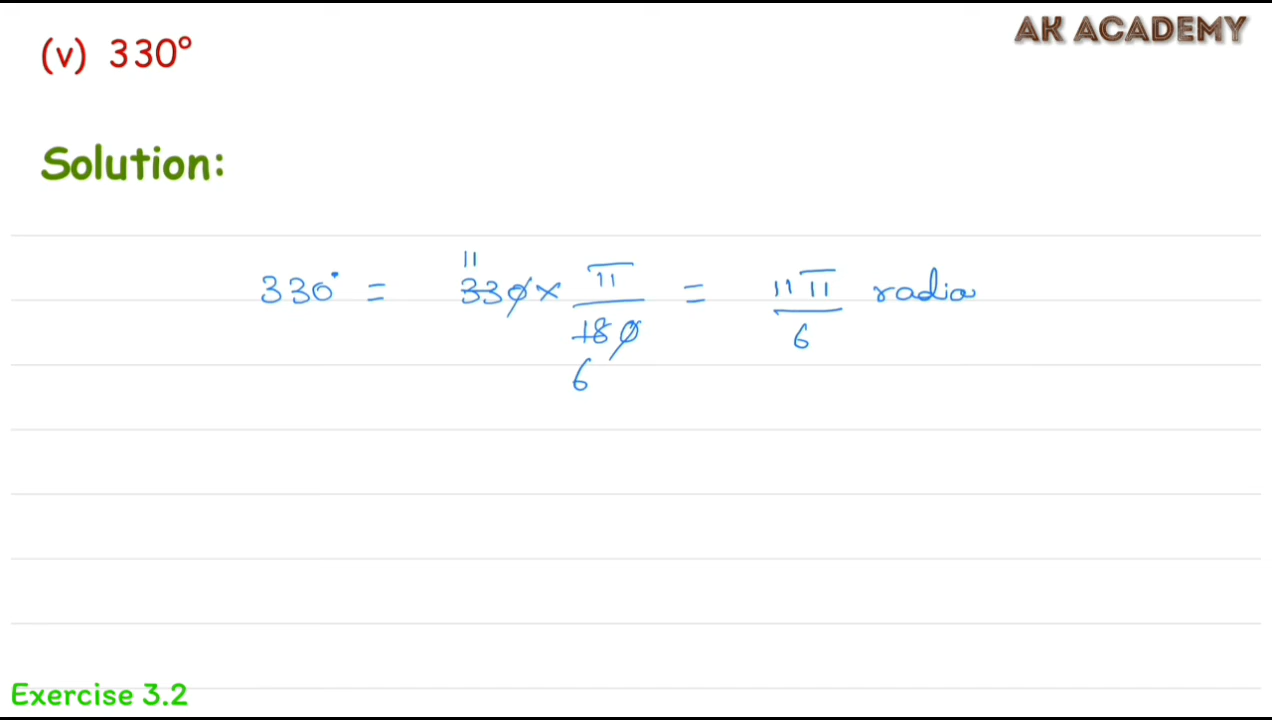 AK ACADEMY
(v) 330°
Solution:
330° = 330 × π/180 = 11π/6 radia
11
6
Exercise 3.2